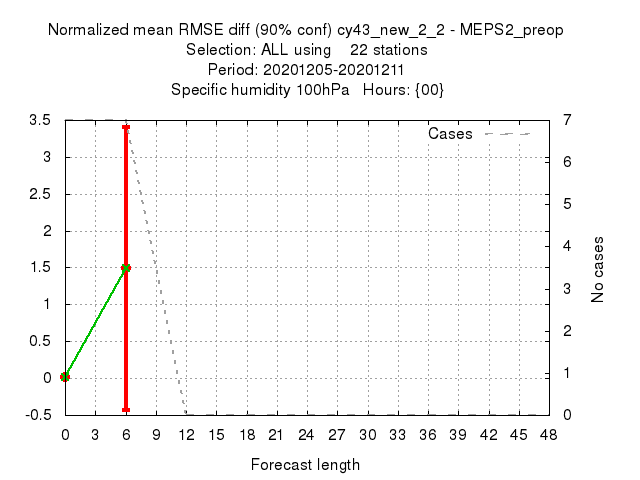 Normalized mean RMSE diff (90% conf) cy43_new_2_2 - MEPS2_preop
Selection: ALL using    22 stations
Period: 20201205-20201211
Specific humidity 100hPa   Hours: {00}
Cases
3.5
3
2.5
2
1.5
1
0.5
0
-0.5
7
6
5
4
3
2
1
0
No cases
0 3 6 9 12 15 18 21 24 27 30 33 36 39 42 45 48
Forecast length